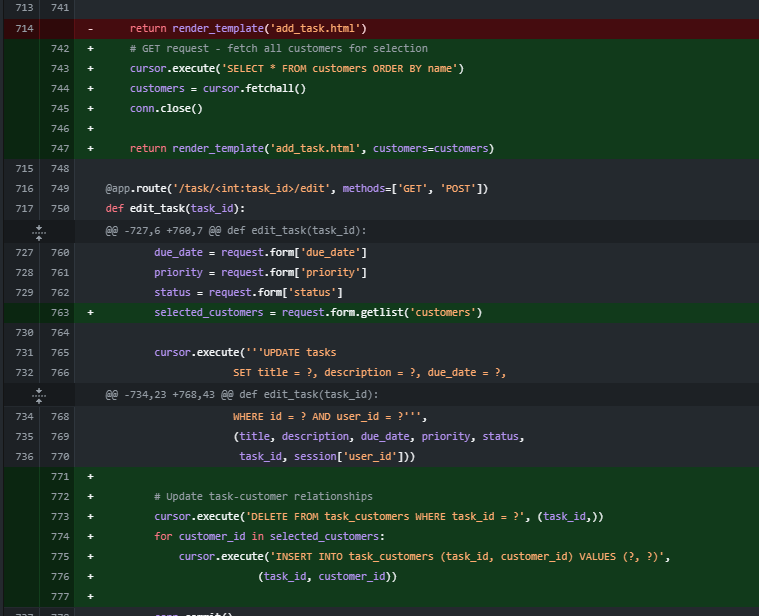 713 741
714 - return render_template('add_task.html')
742 + # GET request - fetch all customers for selection
743 + cursor.execute('SELECT * FROM customers ORDER BY name')
744 + customers = cursor.fetchall()
745 + conn.close()
746 +
747 + return render_template('add_task.html', customers=customers)
715 748
716 749 @app.route('/task/<int:task_id>/edit', methods=['GET', 'POST'])
717 750 def edit_task(task_id):
@@ -727,6 +760,7 @@ def edit_task(task_id):
727 760 due_date = request.form['due_date']
728 761 priority = request.form['priority']
729 762 status = request.form['status']
763 + selected_customers = request.form.getlist('customers')
730 764
731 765 cursor.execute('''UPDATE tasks
732 766 SET title = ?, description = ?, due_date = ?,
@@ -734,23 +768,43 @@ def edit_task(task_id):
734 768 WHERE id = ? AND user_id = ?''',
735 769 (title, description, due_date, priority, status,
736 770 task_id, session['user_id']))
771 +
772 + # Update task-customer relationships
773 + cursor.execute('DELETE FROM task_customers WHERE task_id = ?', (task_id,))
774 + for customer_id in selected_customers:
775 + cursor.execute('INSERT INTO task_customers (task_id, customer_id) VALUES (?, ?)',
776 + (task_id, customer_id))
777 +
737 778 conn.commit()